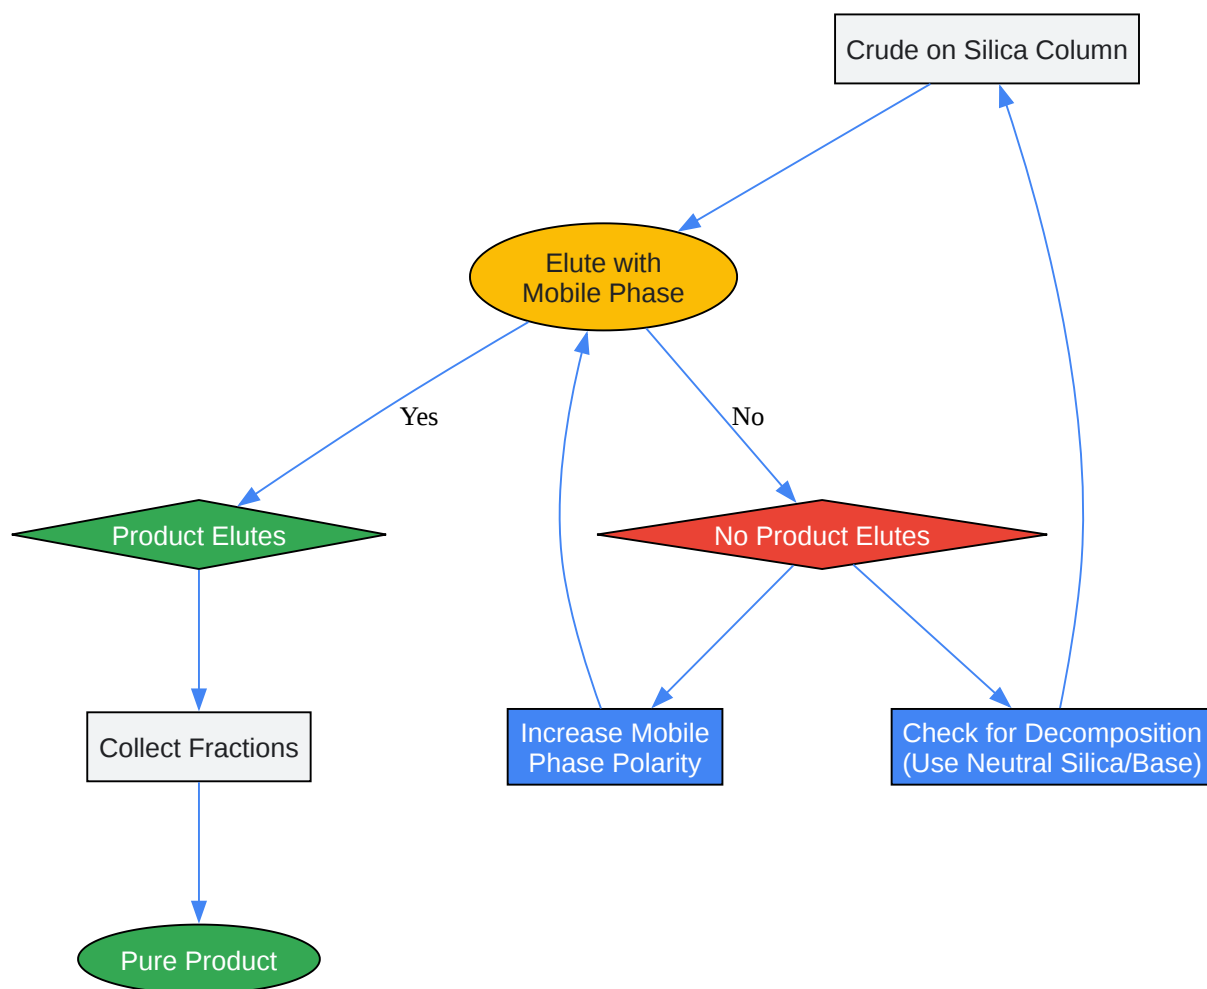 Crude on Silica Column
Elute with
Mobile Phase
Yes
No
Product Elutes
No Product Elutes
Collect Fractions
Increase Mobile
Phase Polarity
Check for Decomposition
(Use Neutral Silica/Base)
Pure Product